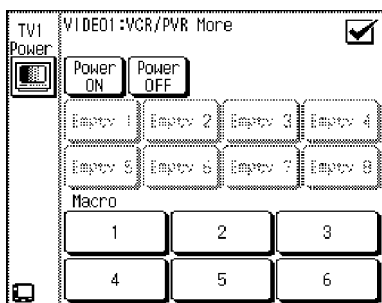 TV1
Power
VIDEO1:VCR/PVR More
Power ON
Power OFF
Empty 1
Empty 2
Empty 3
Empty 4
Empty 5
Empty 6
Empty 7
Empty 8
Macro
1
2
3
4
5
6